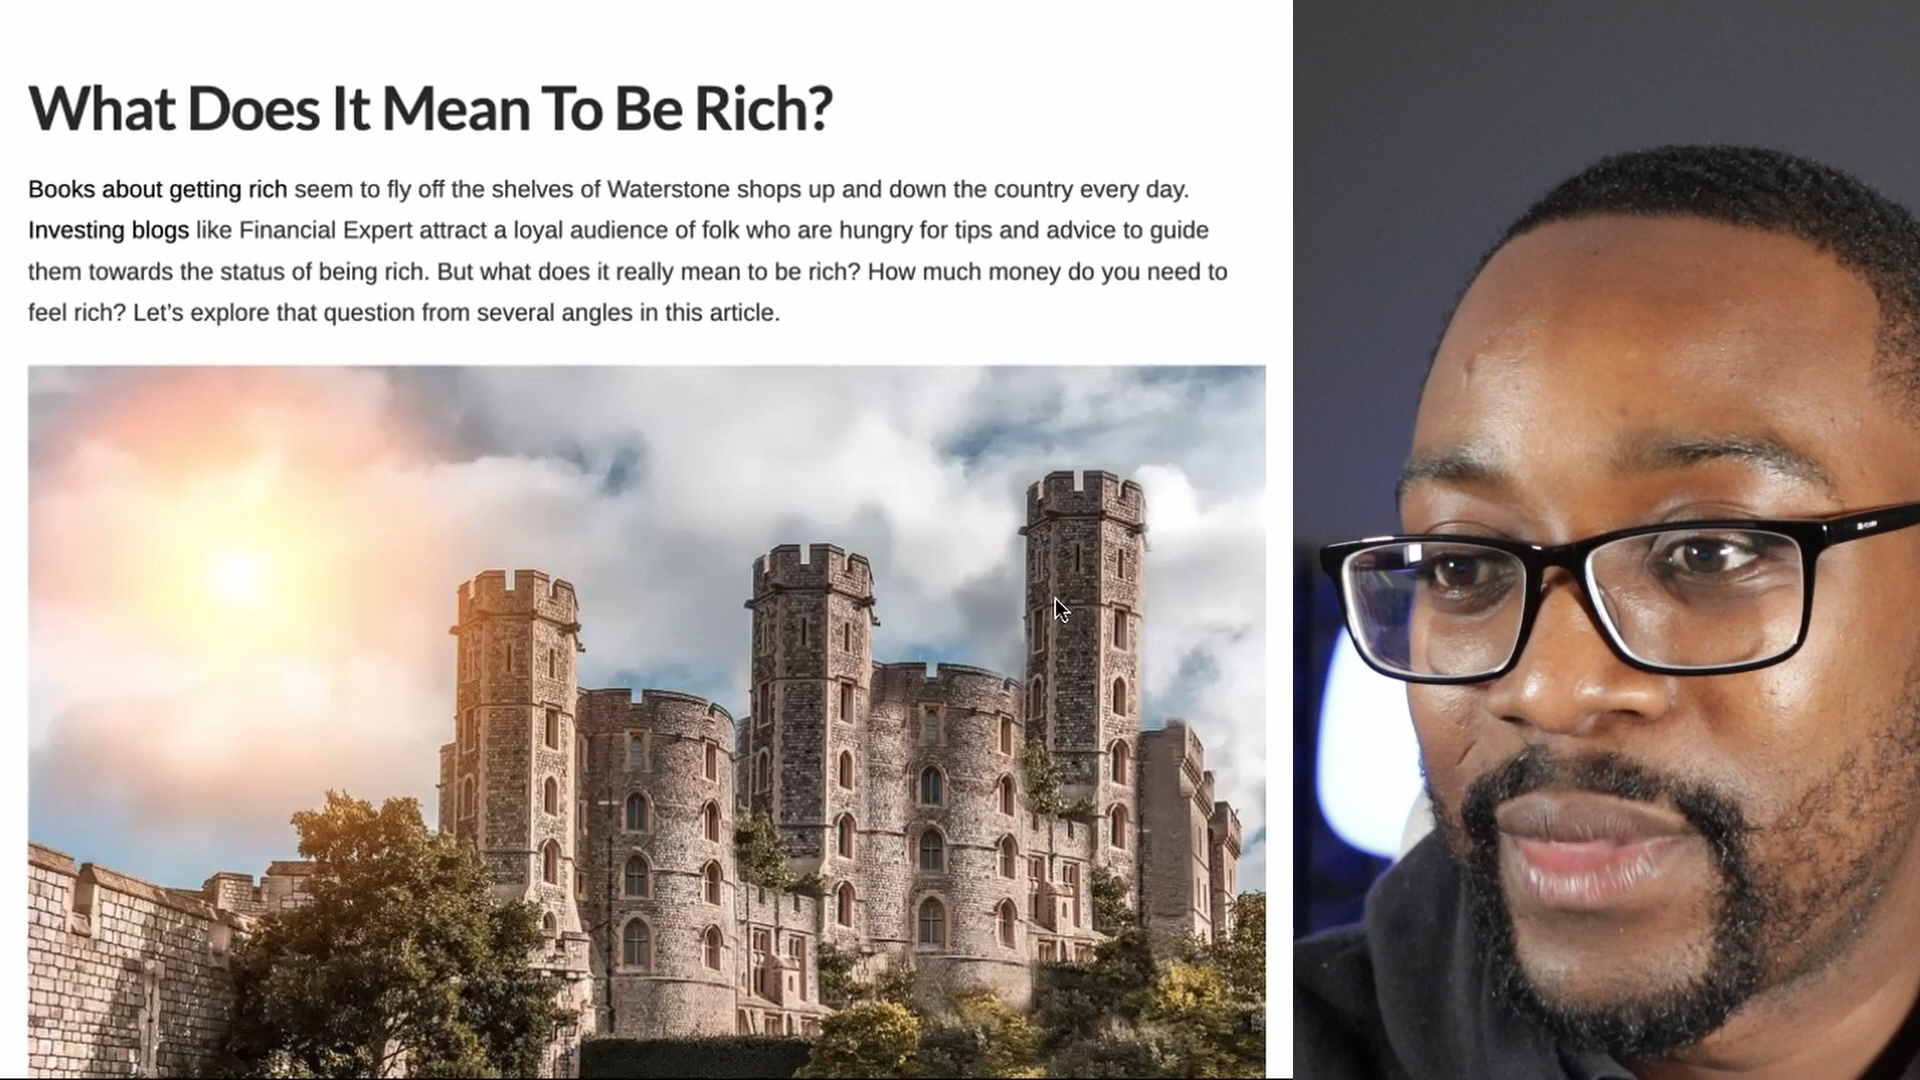 What Does It Mean To Be Rich?
Books about getting rich seem to fly off the shelves of Waterstone shops up and down the country every day.
Investing blogs like Financial Expert attract a loyal audience of folk who are hungry for tips and advice to guide
them towards the status of being rich. But what does it really mean to be rich? How much money do you need to
feel rich? Let’s explore that question from several angles in this article.